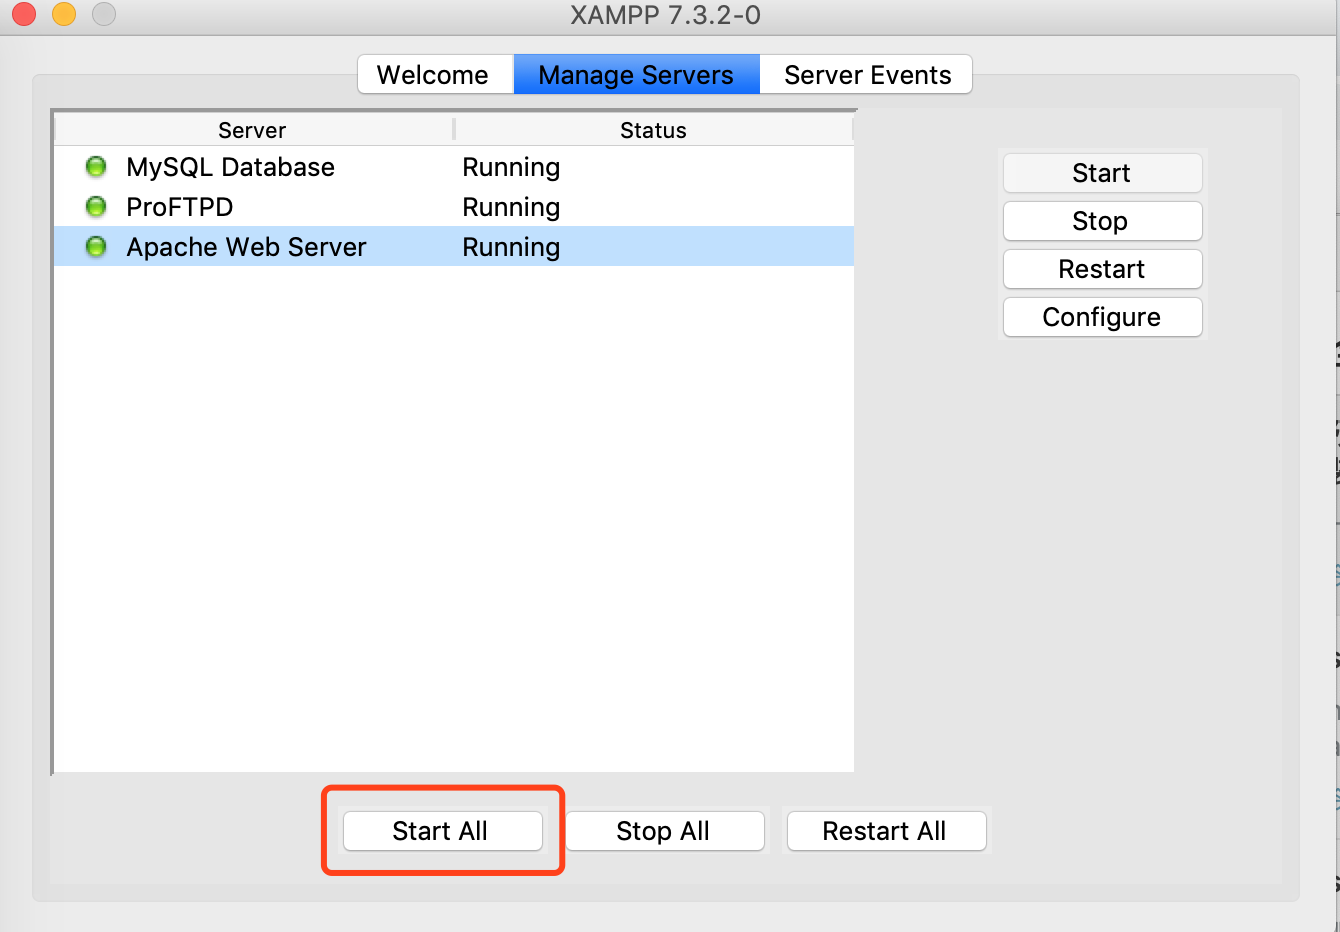 XAMPP 7.3.2-0
Welcome Manage Servers Server Events
Server Status
MySQL Database Running
ProFTPD Running
Apache Web Server Running
Start
Stop
Restart
Configure
Start All Stop All Restart All